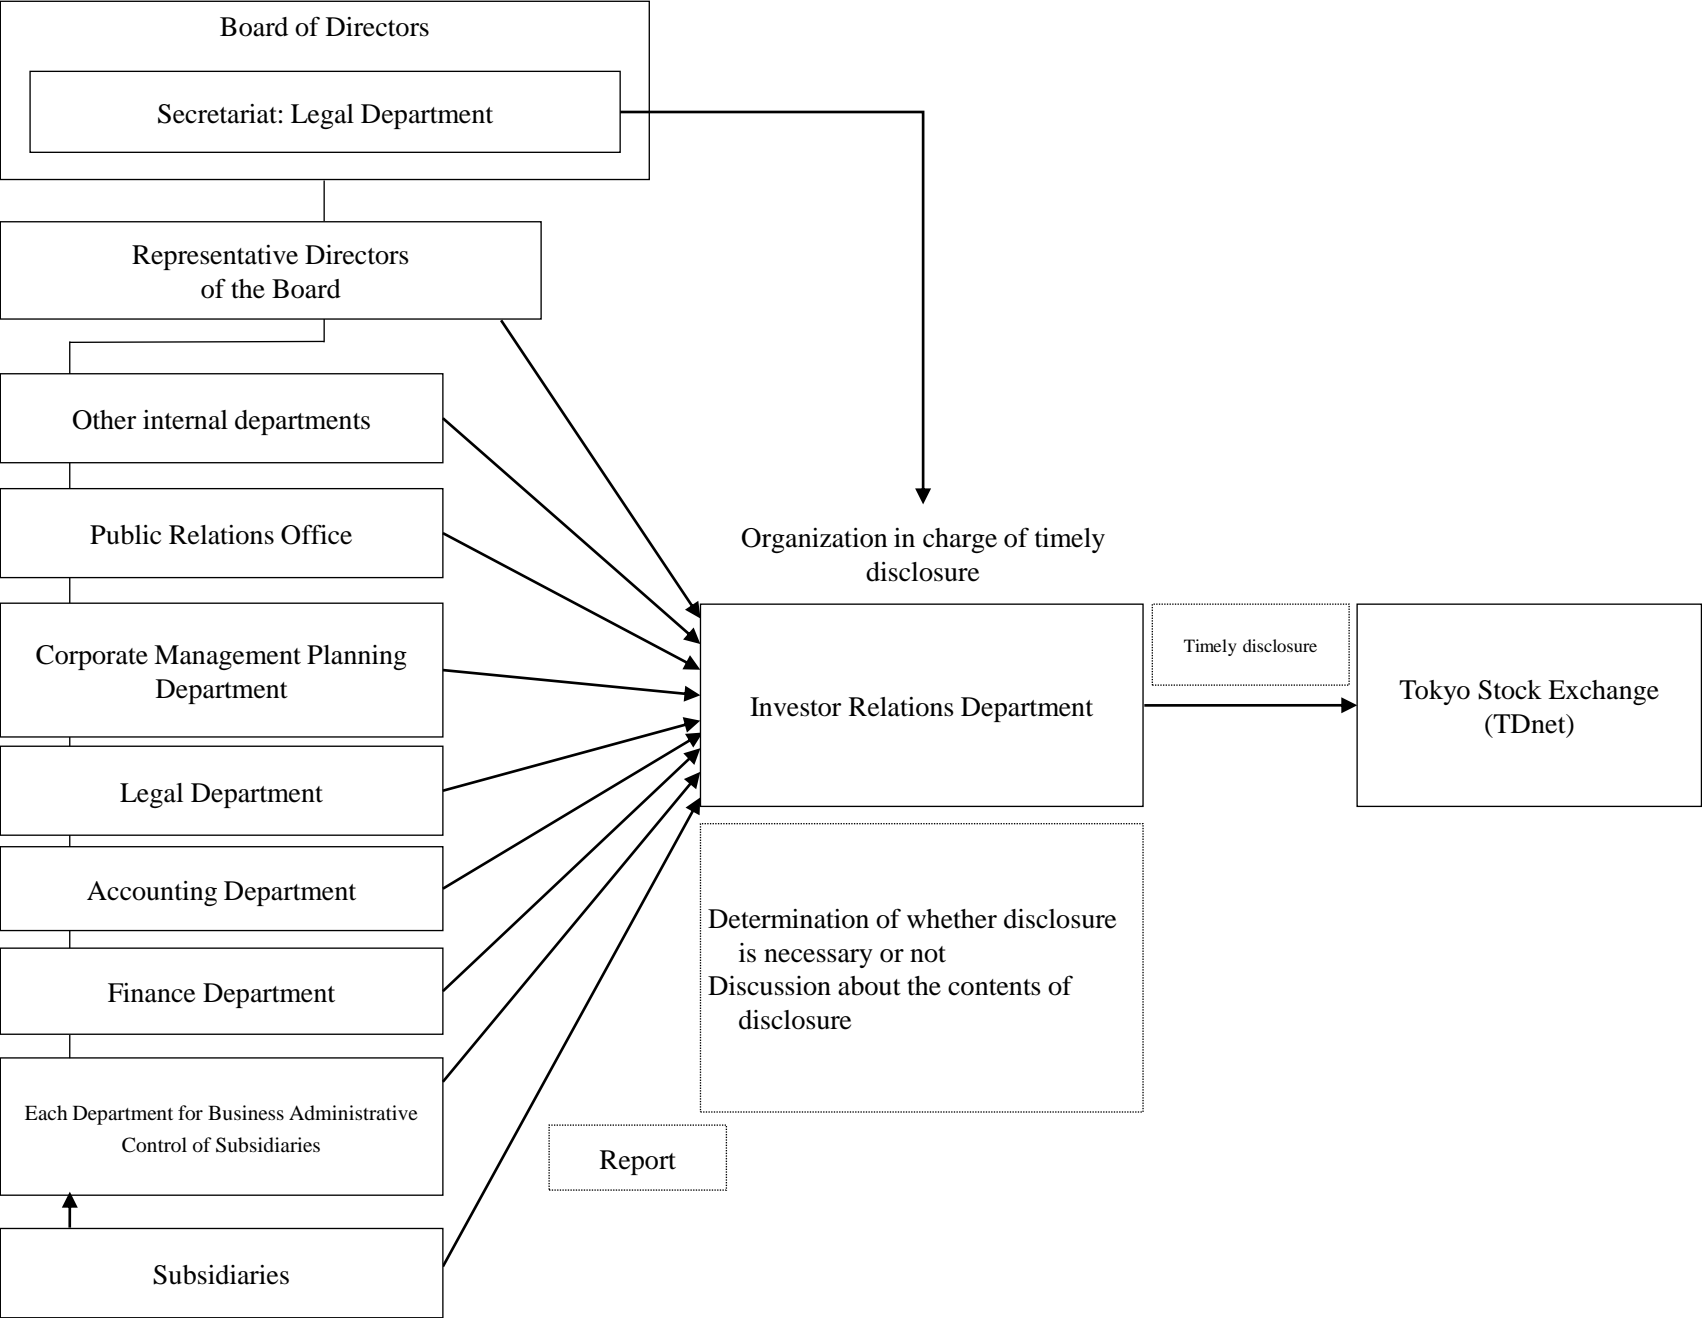 Board of Directors
Secretariat: Legal Department
Representative Directors
of the Board
Other internal departments
Public Relations Office
Corporate Management Planning
Department
Legal Department
Accounting Department
Finance Department
Each Department for Business Administrative
Control of Subsidiaries
Subsidiaries
Organization in charge of timely
disclosure
Investor Relations Department
Determination of whether disclosure
is necessary or not
Discussion about the contents of
disclosure
Report
Timely disclosure
Tokyo Stock Exchange
(TDnet)